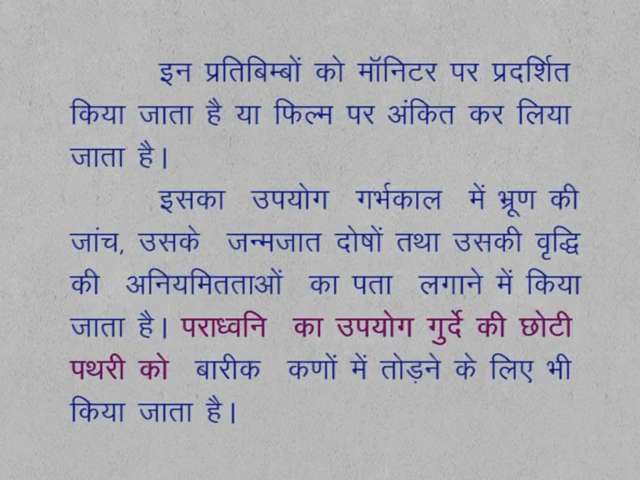 इन प्रतिबिम्बों को मॉनिटर पर प्रदर्शित
किया जाता है या फिल्म पर अंकित कर लिया
जाता है।
इसका उपयोग गर्भकाल में भ्रूण की
जांच, उसके जन्मजात दोषों तथा उसकी वृद्धि
की अनियमितताओं का पता लगाने में किया
जाता है। पराध्वनि का उपयोग गुर्दे की छोटी
पथरी को बारीक कणों में तोड़ने के लिए भी
किया जाता है।